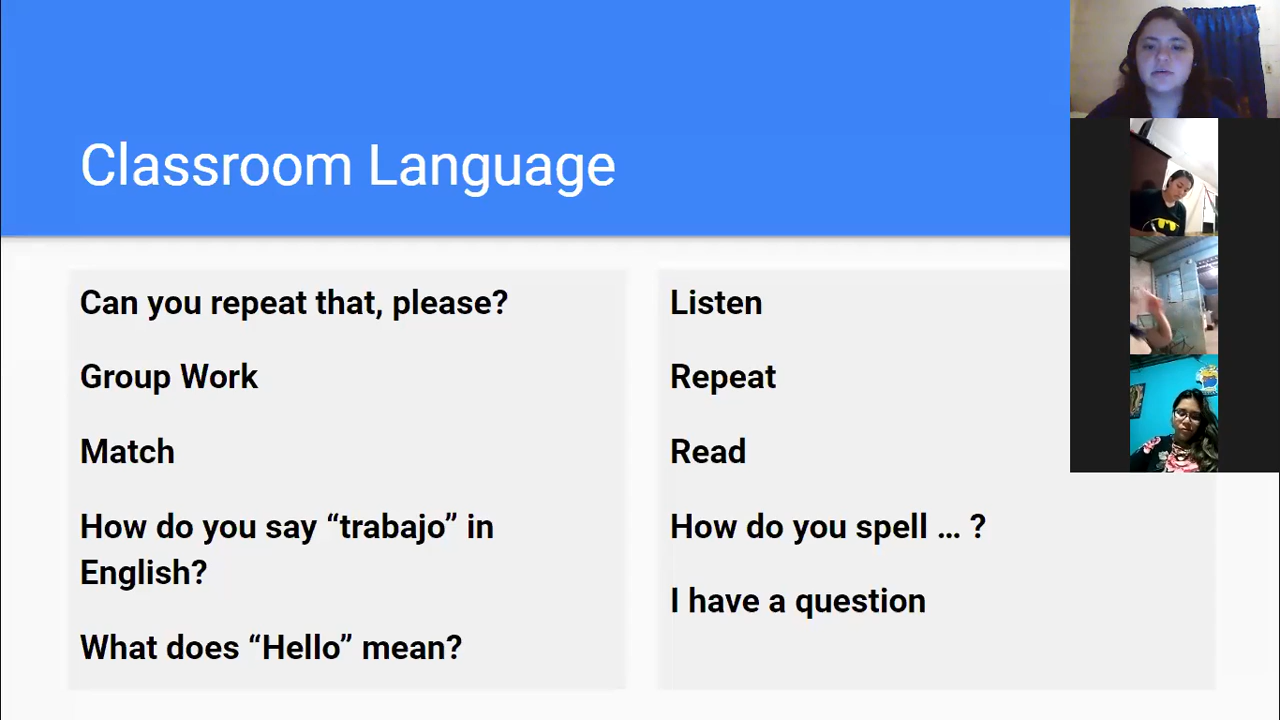 Classroom Language
Can you repeat that, please?
Group Work
Match
How do you say “trabajo” in
English?
What does “Hello” mean?
Listen
Repeat
Read
How do you spell ... ?
I have a question